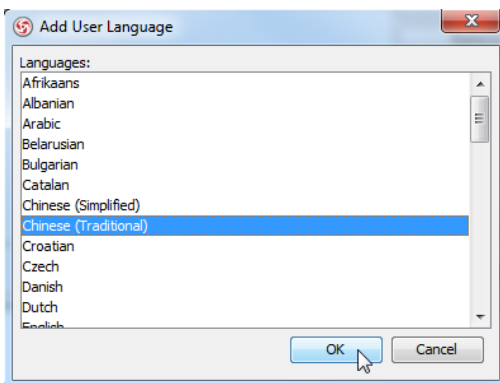 Add User Language
Languages:
Afrikaans
Albanian
Arabic
Belarusian
Bulgarian
Catalan
Chinese (Simplified)
Chinese (Traditional)
Croatian
Czech
Danish
Dutch
English
OK Cancel